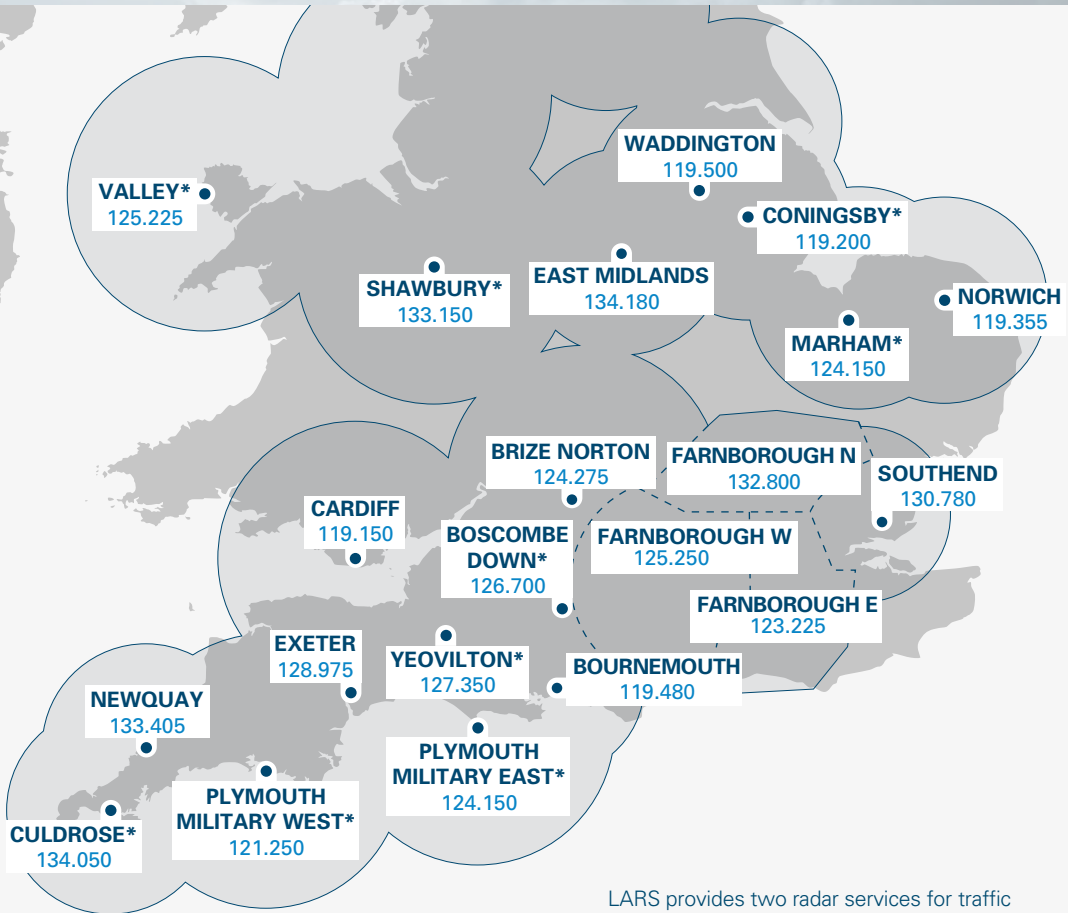 WADDINGTON
119.500
VALLEY*
125.225
CONINGSBY*
119.200
SHAWBURY*
133.150
EAST MIDLANDS
134.180
NORWICH
119.355
MARHAM*
124.150
BRIZE NORTON
124.275
FARNBOROUGH N
132.800
SOUTHEND
130.780
CARDIFF
119.150
BOSCOMBE
DOWN*
126.700
FARNBOROUGH W
125.250
FARNBOROUGH E
123.225
EXETER
128.975
YEOVILTON*
127.350
BOURNEMOUTH
119.480
NEWQUAY
133.405
PLYMOUTH
MILITARY EAST*
124.150
PLYMOUTH
MILITARY WEST*
121.250
CULDROSE*
134.050
LARS provides two radar services for traffic